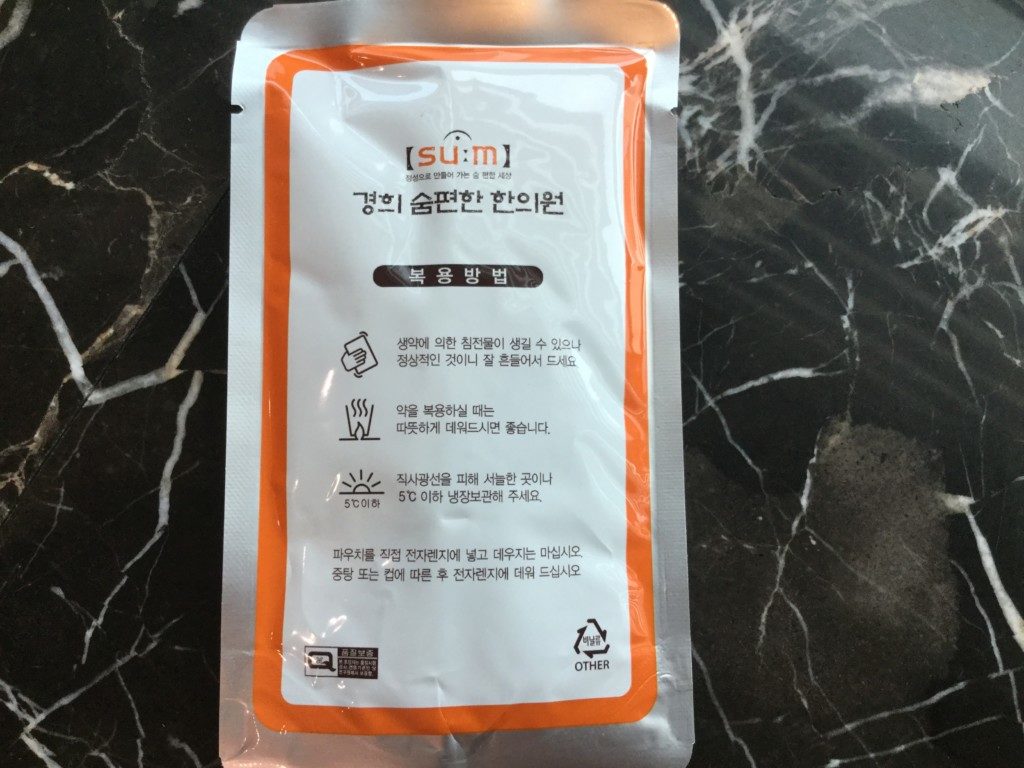 [su:m]
정성으로 만들어 가는 숨 편한 세상
경희 숨편한 한의원
복용방법
생약에 의한 침전물이 생길 수 있으나
정상적인 것이니 잘 흔들어서 드세요
약을 복용하실 때는
따뜻하게 데워드시면 좋습니다.
직사광선을 피해 서늘한 곳이나
5℃ 이하 냉장보관해 주세요.
5℃이하
파우치를 직접 전자렌지에 넣고 데우지는 마십시오.
중탕 또는 컵에 따른 후 전자렌지에 데워 드십시오
품질보증
비닐류
OTHER